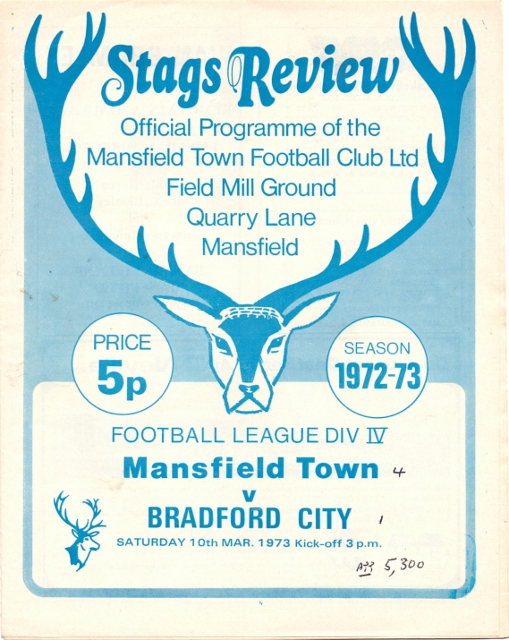 Stags Review
Official Programme of the
Mansfield Town Football Club Ltd
Field Mill Ground
Quarry Lane
Mansfield
PRICE
5p
SEASON
1972-73
FOOTBALL LEAGUE DIV IV
Mansfield Town 4
v
BRADFORD CITY 1
SATURDAY 10th MAR. 1973 Kick-off 3 p.m.
5,300